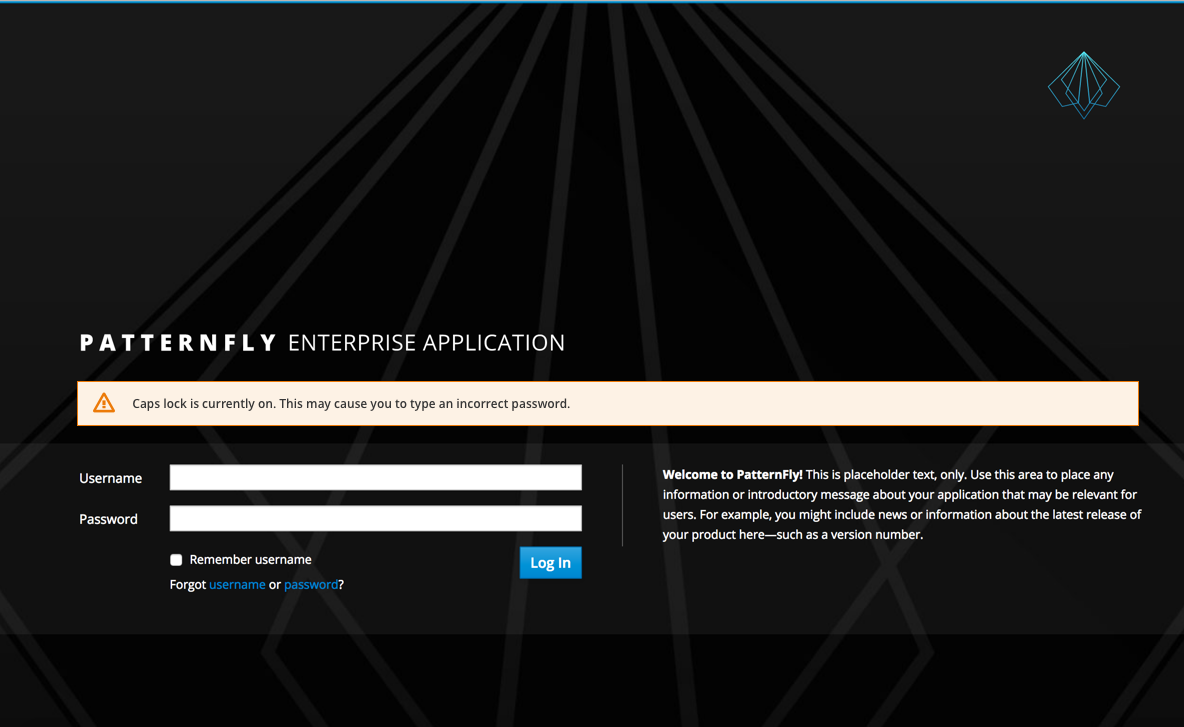 PATTERNFLY ENTERPRISE APPLICATION
Caps lock is currently on. This may cause you to type an incorrect password.
Username
Password
Remember username
Log In
Forgot username or password?
Welcome to PatternFly! This is placeholder text, only. Use this area to place any
information or introductory message about your application that may be relevant for
users. For example, you might include news or information about the latest release of
your product here—such as a version number.